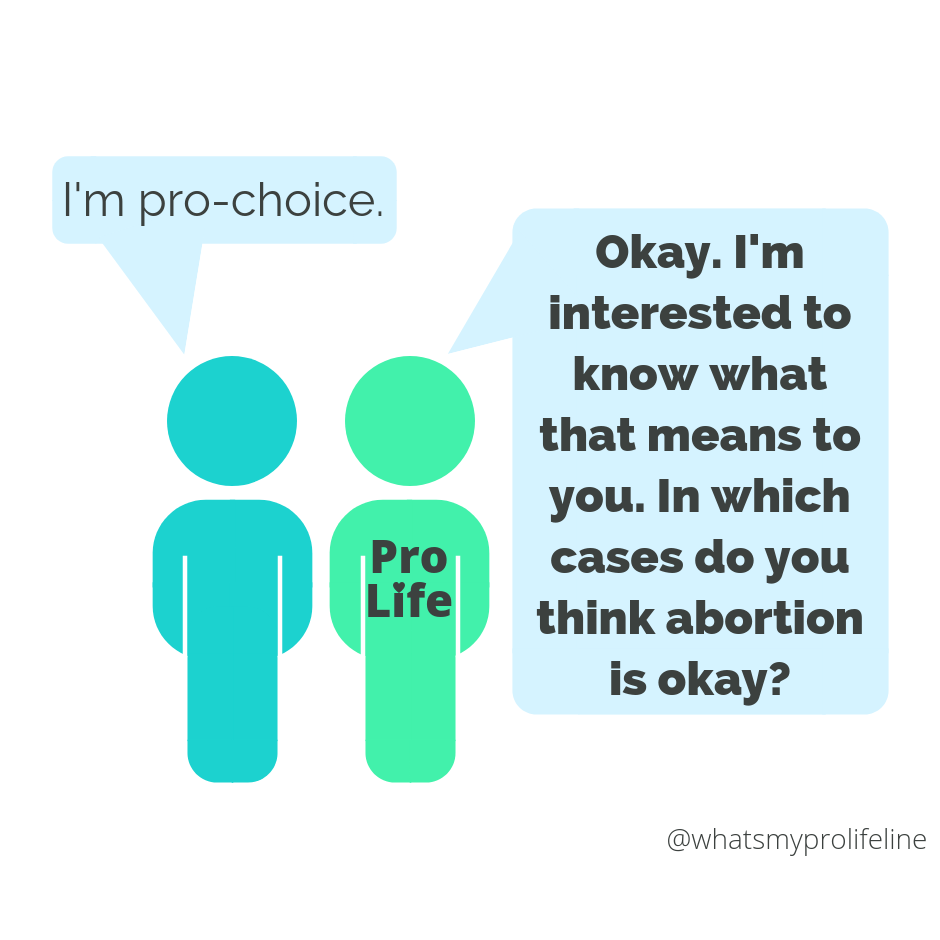 I'm pro-choice.
Okay. I'm
interested to
know what
that means to
you. In which
cases do you
think abortion
is okay?
Pro
Life
@whatsmyprolifeline